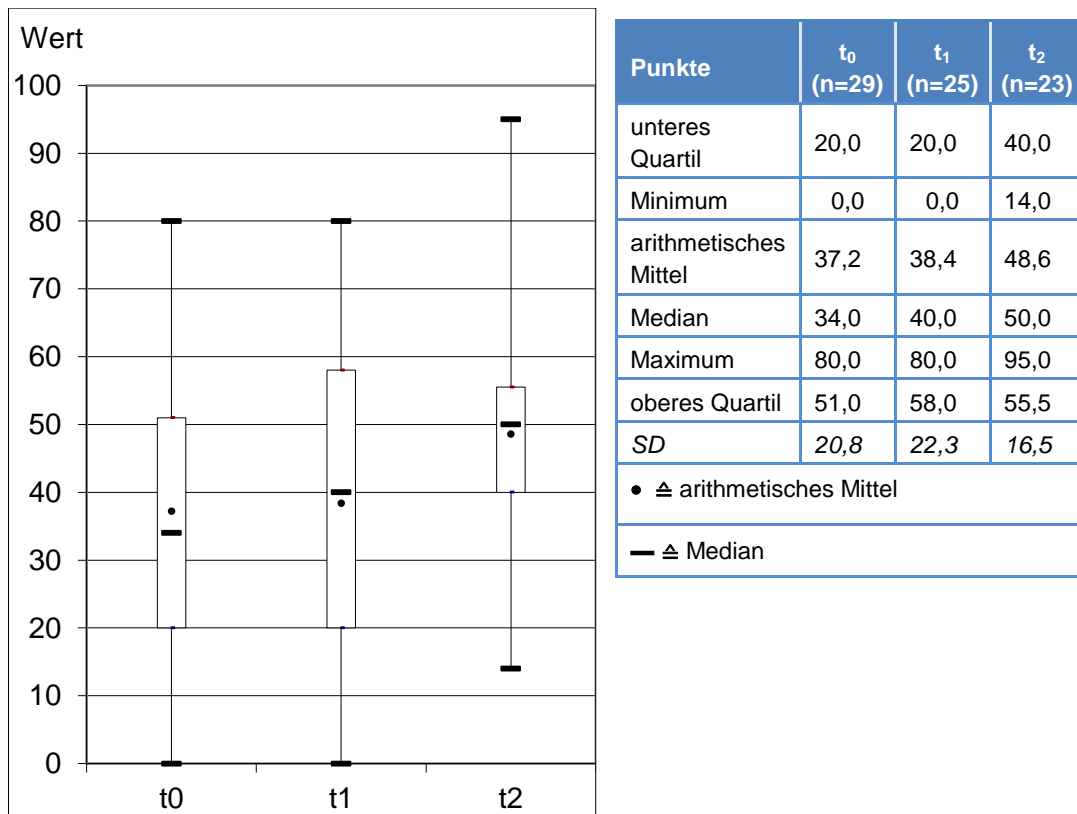 Wert
100
90
80
70
60
50
40
30
20
10
0
t0 t1 t2
Punkte t0 (n=29) t1 (n=25) t2 (n=23)
unteres Quartil 20,0 20,0 40,0
Minimum 0,0 0,0 14,0
arithmetisches Mittel 37,2 38,4 48,6
Median 34,0 40,0 50,0
Maximum 80,0 80,0 95,0
oberes Quartil 51,0 58,0 55,5
SD 20,8 22,3 16,5
• ≙ arithmetisches Mittel
— ≙ Median